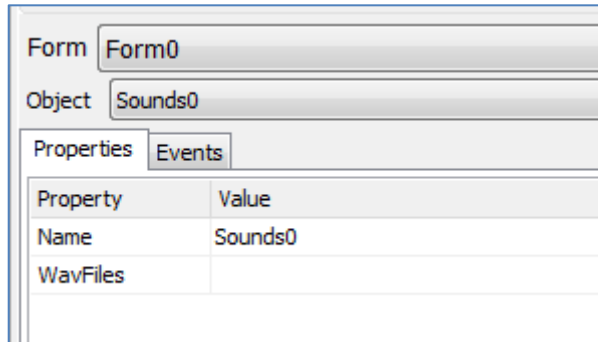 Form Form0
Object Sounds0
Properties Events
Property Value
Name Sounds0
WavFiles